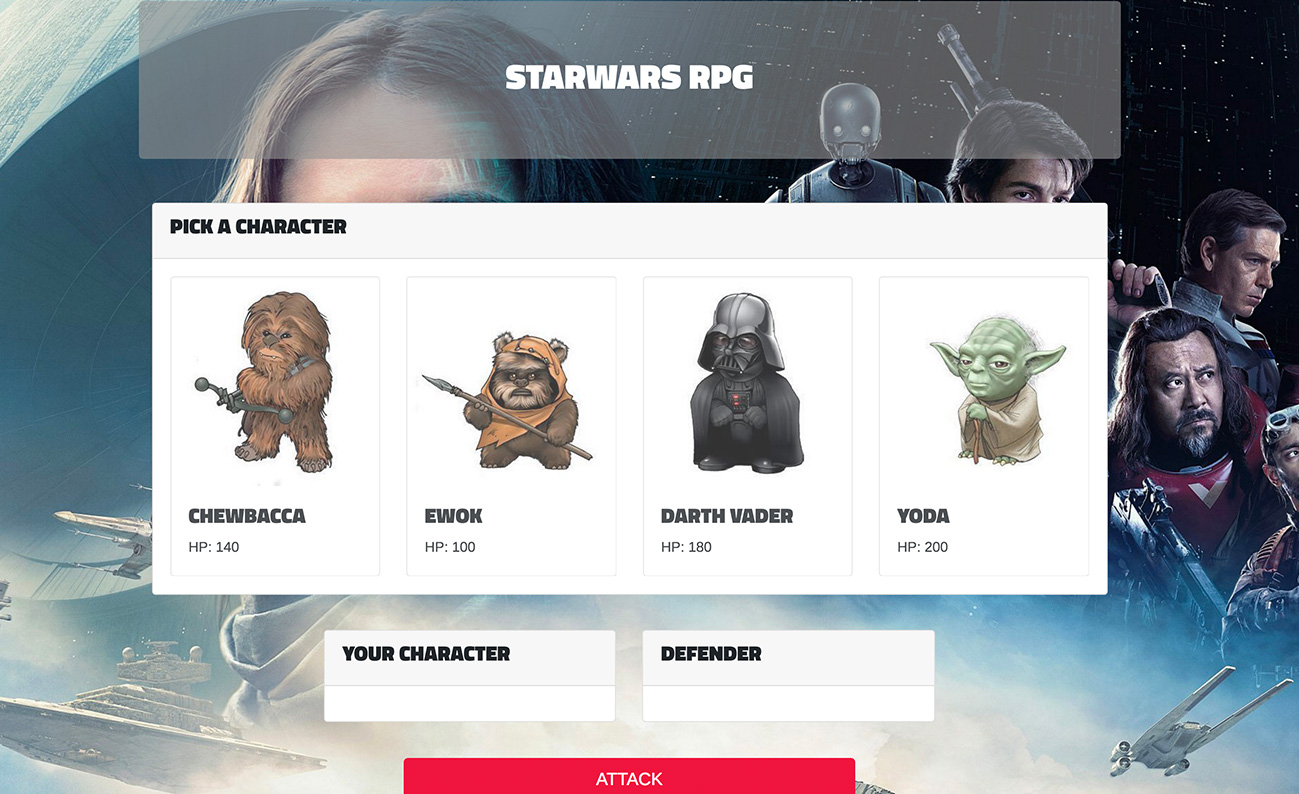 STARWARS RPG
PICK A CHARACTER
CHEWBACCA
HP: 140
EWOK
HP: 100
DARTH VADER
HP: 180
YODA
HP: 200
YOUR CHARACTER
DEFENDER
ATTACK